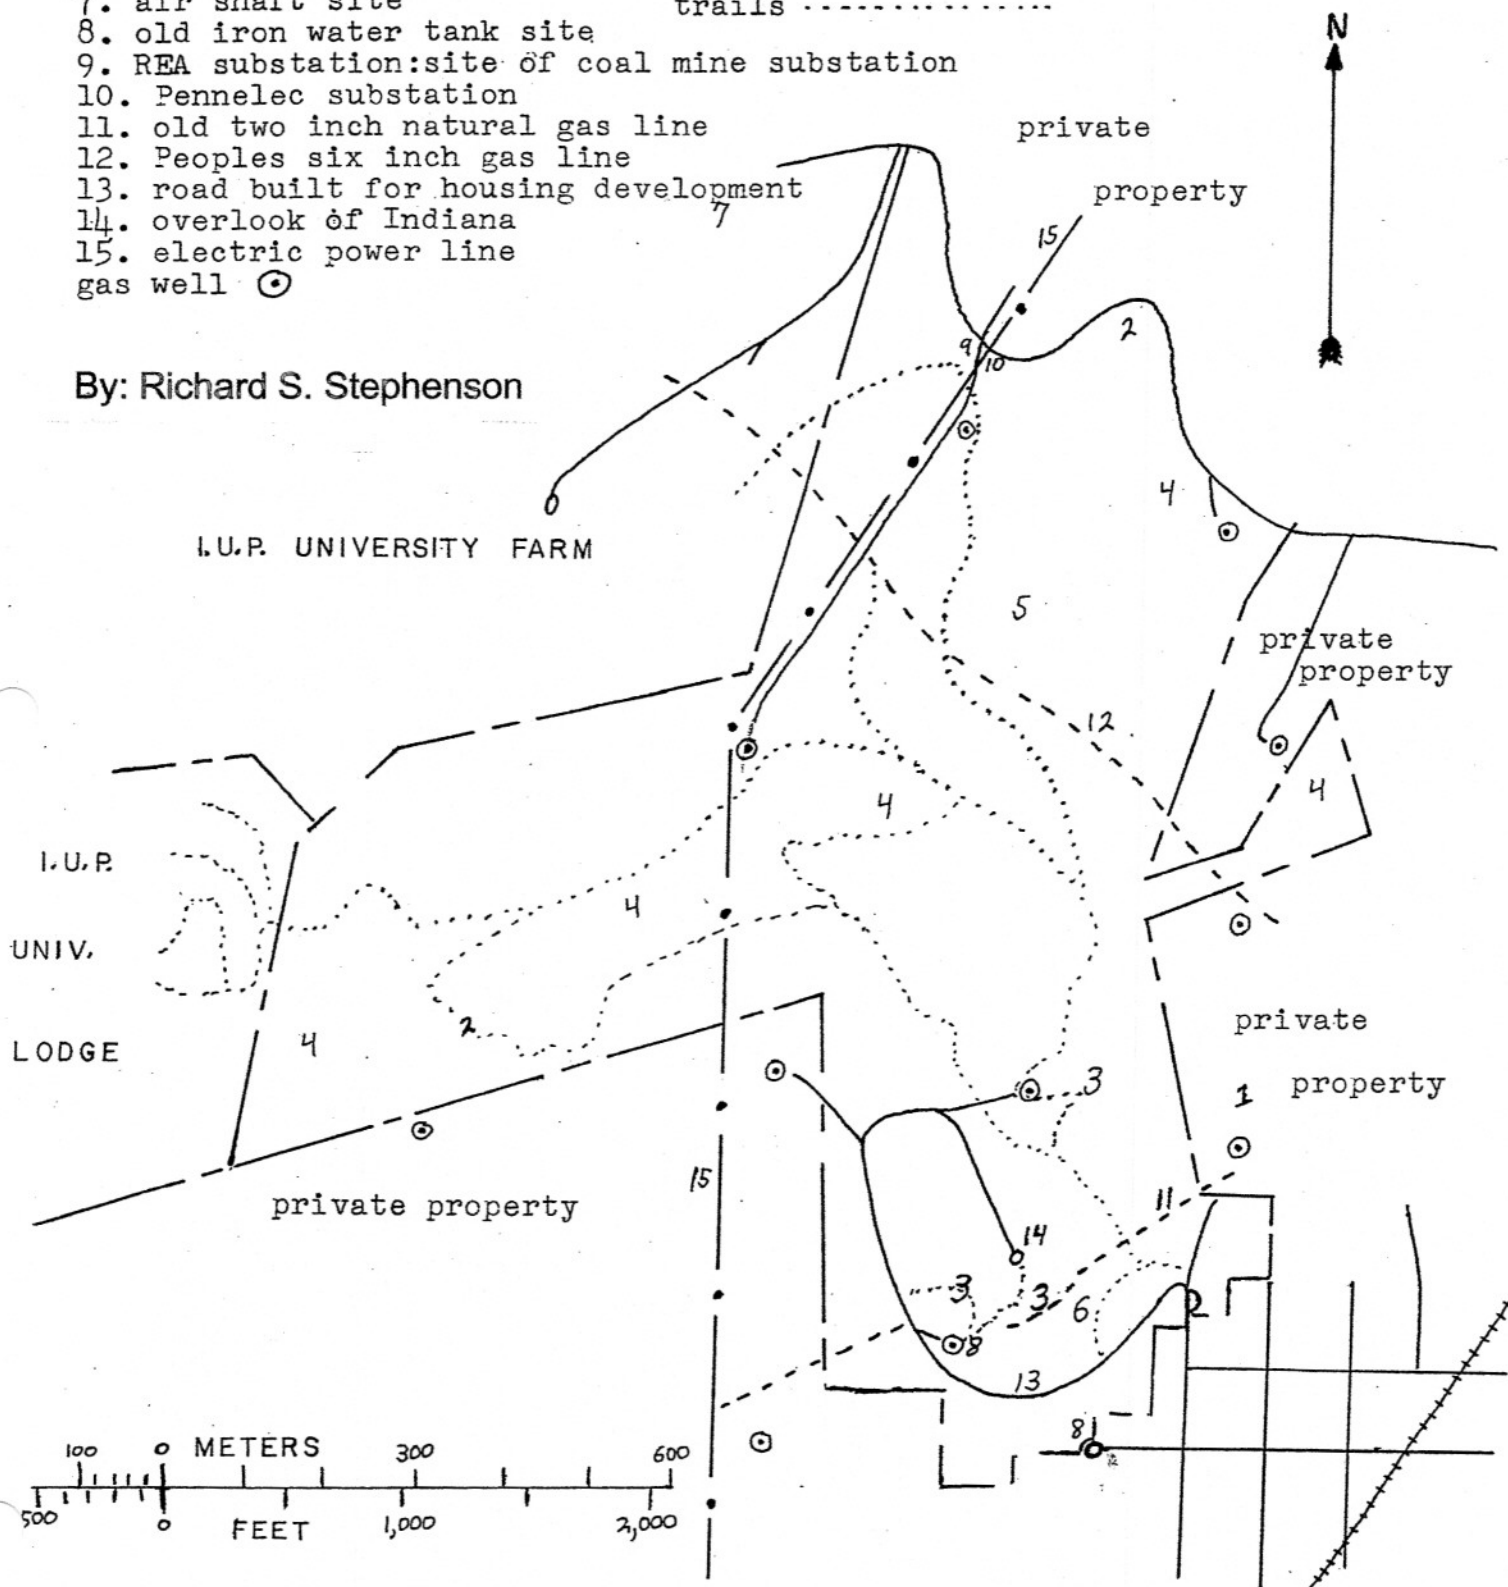 7. air shaft site
trails
8. old iron water tank site
9. REA substation:site of coal mine substation
10. Pennelec substation
11. old two inch natural gas line
12. Peoples six inch gas line
13. road built for housing development
14. overlook of Indiana
15. electric power line
gas well
By: Richard S. Stephenson
N
private
property
7
15
2
9
10
4
I.U.P. UNIVERSITY FARM
5
private
property
12
4
4
I.U.P.
4
UNIV.
2
4
LODGE
private
property
1
3
15
private property
11
14
3
3
6
8
2
13
8
100 0 METERS 300 600
500 0 FEET 1,000 2,000